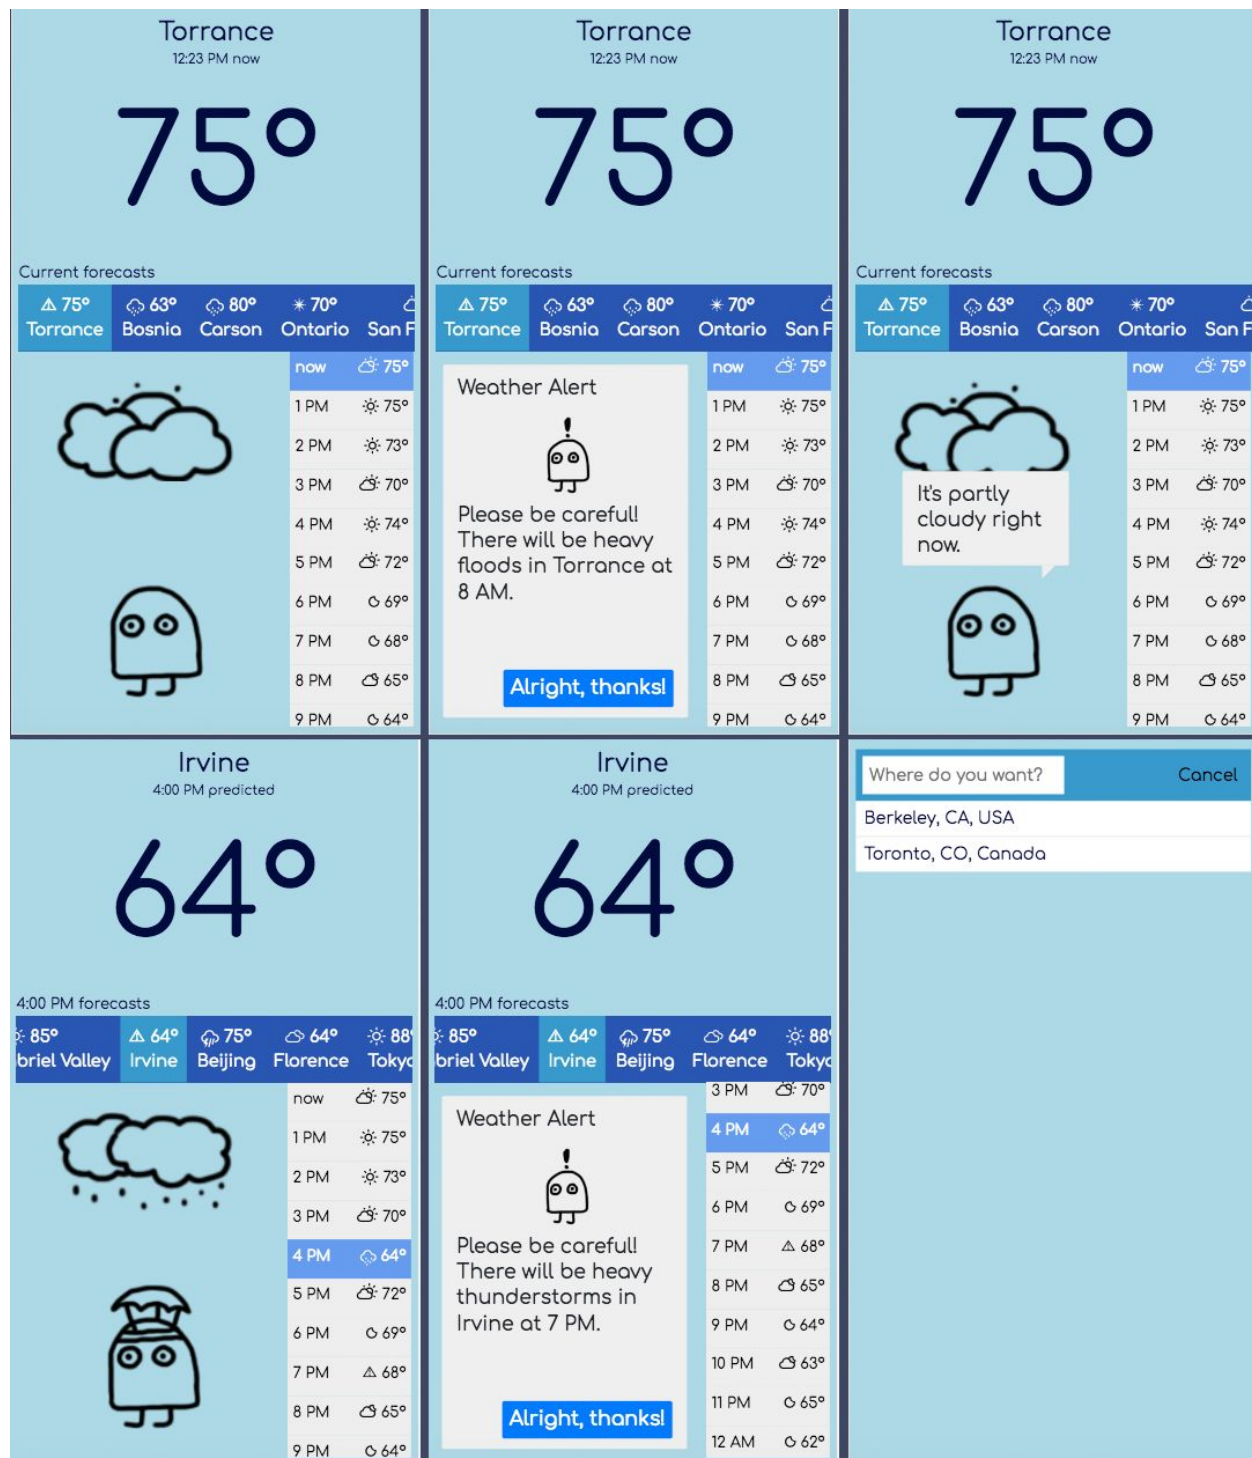 Torrance
12:23 PM now
75°
Current forecasts
75° 63° 80° 70°
Torrance Bosnia Carson Ontario San F
now 75°
1 PM 75°
2 PM 73°
3 PM 70°
4 PM 74°
5 PM 72°
6 PM 69°
7 PM 68°
8 PM 65°
9 PM 64°
Torrance
12:23 PM now
75°
Current forecasts
75° 63° 80° 70°
Torrance Bosnia Carson Ontario San F
Weather Alert
!
Please be careful!
There will be heavy
floods in Torrance at
8 AM.
Alright, thanks!
now 75°
1 PM 75°
2 PM 73°
3 PM 70°
4 PM 74°
5 PM 72°
6 PM 69°
7 PM 68°
8 PM 65°
9 PM 64°
Torrance
12:23 PM now
75°
Current forecasts
75° 63° 80° 70°
Torrance Bosnia Carson Ontario San F
It's partly
cloudy right
now.
now 75°
1 PM 75°
2 PM 73°
3 PM 70°
4 PM 74°
5 PM 72°
6 PM 69°
7 PM 68°
8 PM 65°
9 PM 64°
Irvine
4:00 PM predicted
64°
4:00 PM forecasts
85° 64° 75° 64° 88°
briel Valley Irvine Beijing Florence Tokyo
now 75°
1 PM 75°
2 PM 73°
3 PM 70°
4 PM 64°
5 PM 72°
6 PM 69°
7 PM 68°
8 PM 65°
9 PM 64°
Irvine
4:00 PM predicted
64°
4:00 PM forecasts
85° 64° 75° 64° 88°
briel Valley Irvine Beijing Florence Tokyo
Weather Alert
!
Please be careful!
There will be heavy
thunderstorms in
Irvine at 7 PM.
Alright, thanks!
3 PM 70°
4 PM 64°
5 PM 72°
6 PM 69°
7 PM 68°
8 PM 65°
9 PM 64°
10 PM 63°
11 PM 65°
12 AM 62°
Where do you want? Cancel
Berkeley, CA, USA
Toronto, CO, Canada